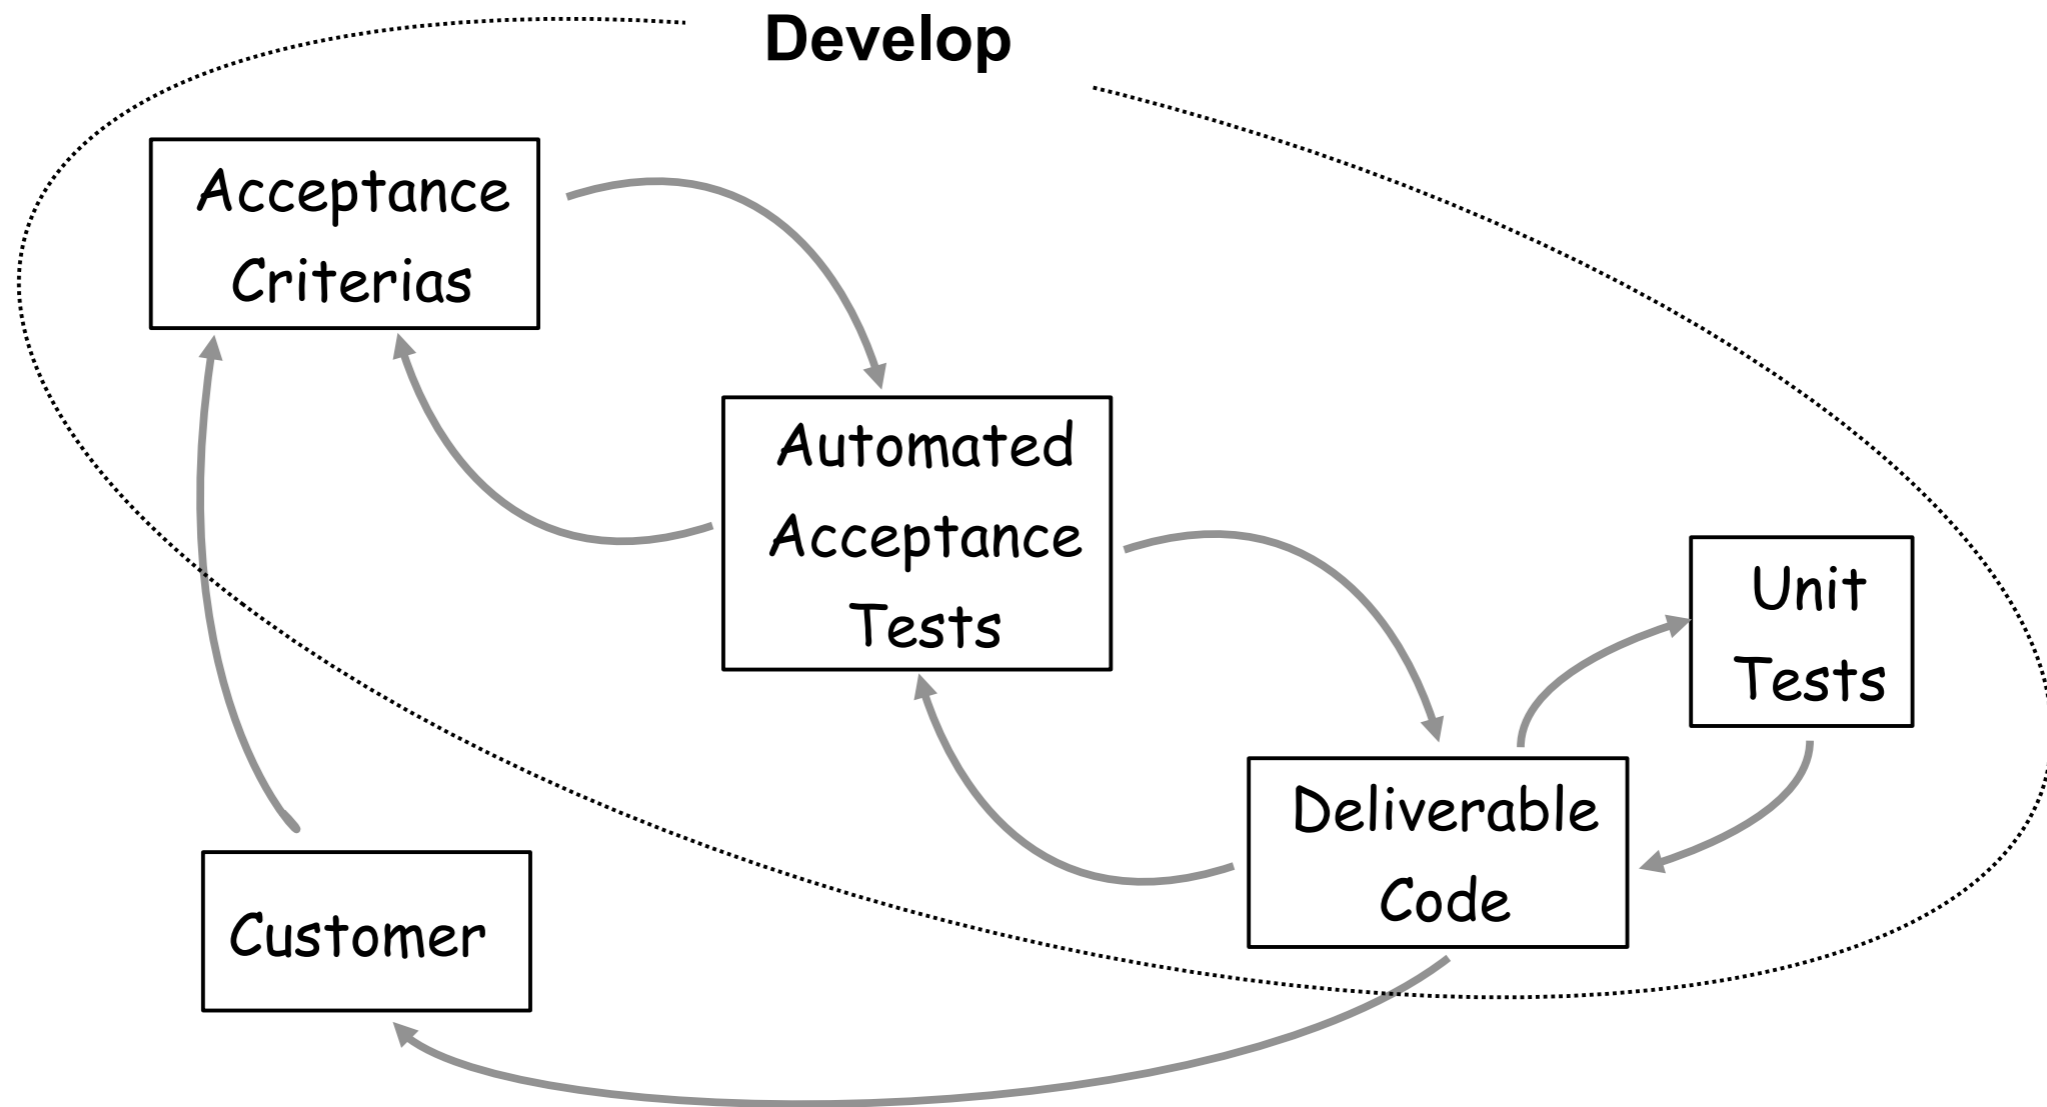 Develop
Acceptance
Criterias
Automated
Acceptance
Tests
Unit
Tests
Deliverable
Code
Customer